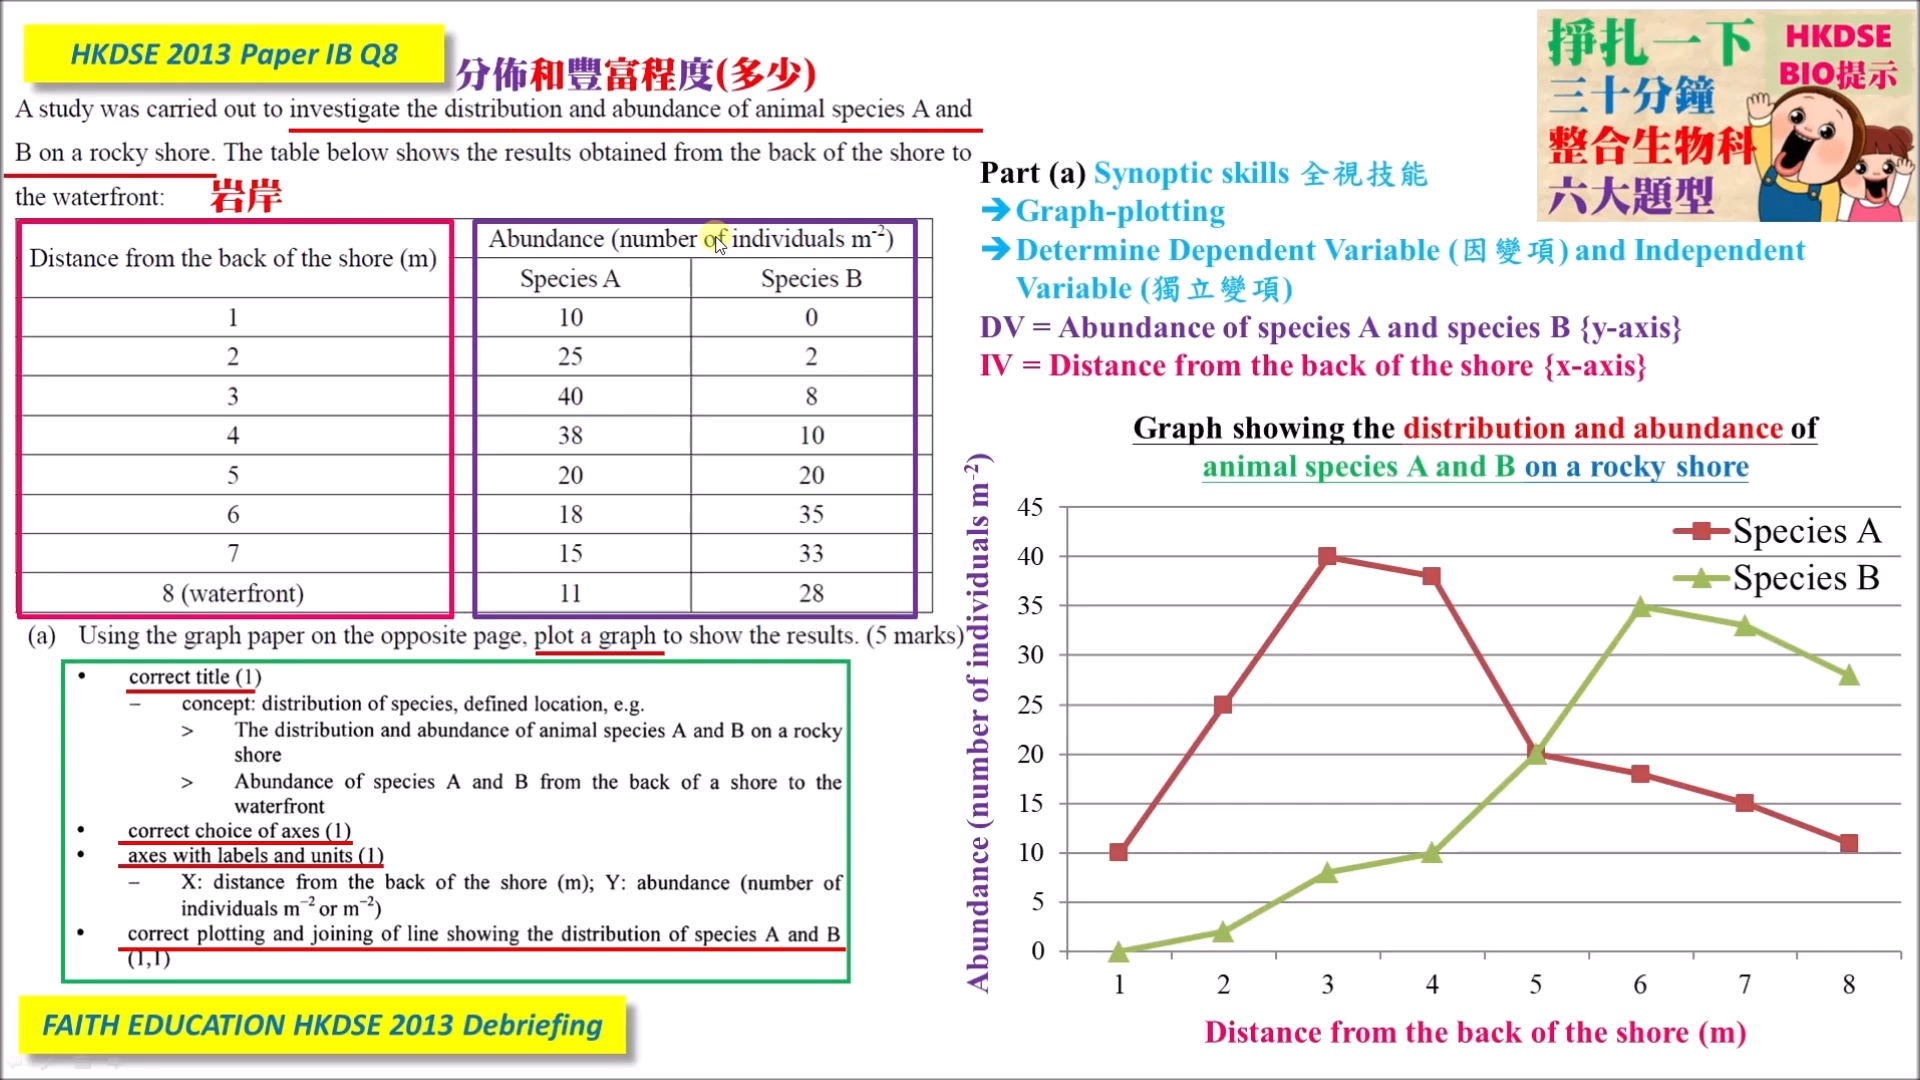 HKDSE 2013 Paper IB Q8
分佈和豐富程度(多少)
A study was carried out to investigate the distribution and abundance of animal species A and
B on a rocky shore. The table below shows the results obtained from the back of the shore to
the waterfront:
岩岸
Distance from the back of the shore (m)
Abundance (number of individuals m⁻²)
Species A Species B
1 10 0
2 25 2
3 40 8
4 38 10
5 20 20
6 18 35
7 15 33
8 (waterfront) 11 28
(a) Using the graph paper on the opposite page, plot a graph to show the results. (5 marks)
• correct title (1)
– concept: distribution of species, defined location, e.g.
> The distribution and abundance of animal species A and B on a rocky
shore
> Abundance of species A and B from the back of a shore to the
waterfront
• correct choice of axes (1)
• axes with labels and units (1)
– X: distance from the back of the shore (m); Y: abundance (number of
individuals m⁻² or m⁻²)
• correct plotting and joining of line showing the distribution of species A and B
(1,1)
FAITH EDUCATION HKDSE 2013 Debriefing
掙扎一下
三十分鐘
整合生物科
六大題型
HKDSE
BIO提示
Part (a) Synoptic skills 全視技能
➔Graph-plotting
➔Determine Dependent Variable (因變項) and Independent
Variable (獨立變項)
DV = Abundance of species A and species B {y-axis}
IV = Distance from the back of the shore {x-axis}
Graph showing the distribution and abundance of
animal species A and B on a rocky shore
Abundance (number of individuals m⁻²)
45
40
35
30
25
20
15
10
5
0
Species A
Species B
1 2 3 4 5 6 7 8
Distance from the back of the shore (m)